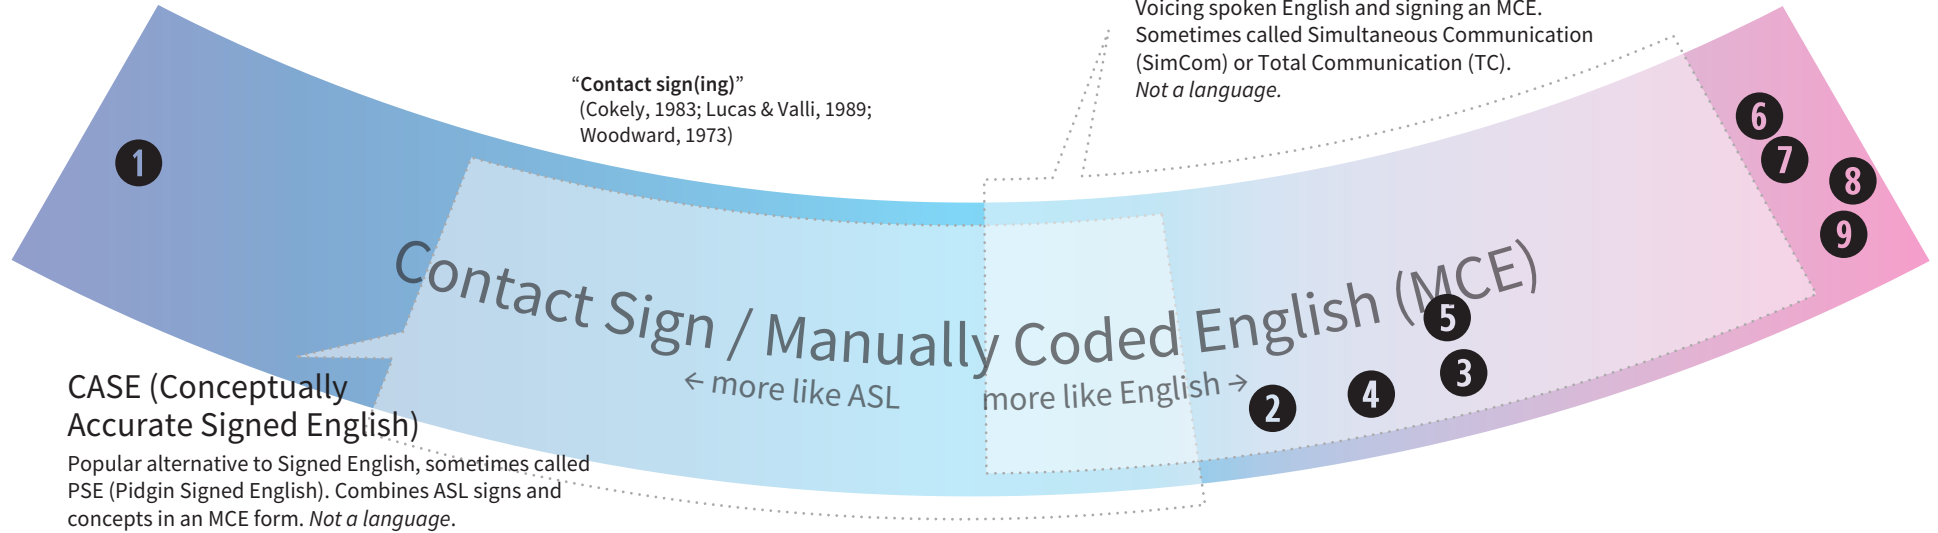 Voicing spoken English and signing an MCE.
Sometimes called Simultaneous Communication
(SimCom) or Total Communication (TC).
Not a language.
“Contact sign(ing)”
(Cokely, 1983; Lucas & Valli, 1989;
Woodward, 1973)
1
6
7
8
9
Contact Sign / Manually Coded English (MCE)
← more like ASL
more like English →
5
3
4
2
CASE (Conceptually
Accurate Signed English)
Popular alternative to Signed English, sometimes called
PSE (Pidgin Signed English). Combines ASL signs and
concepts in an MCE form. Not a language.